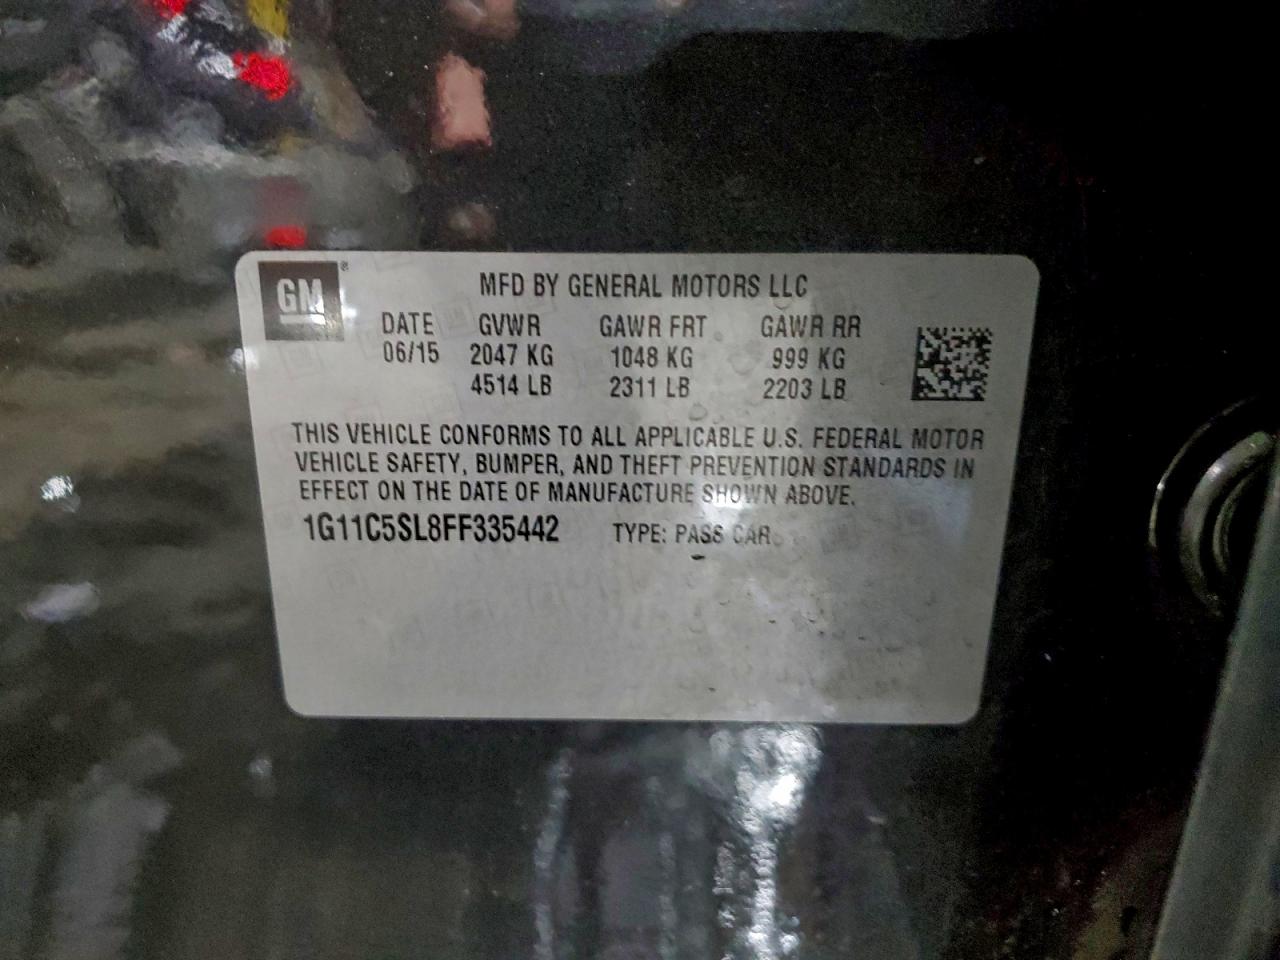 GM®
MFD BY GENERAL MOTORS LLC
DATE GVWR GAWR FRT GAWR RR
06/15 2047 KG 1048 KG 999 KG
4514 LB 2311 LB 2203 LB
THIS VEHICLE CONFORMS TO ALL APPLICABLE U.S. FEDERAL MOTOR
VEHICLE SAFETY, BUMPER, AND THEFT PREVENTION STANDARDS IN
EFFECT ON THE DATE OF MANUFACTURE SHOWN ABOVE.
1G11C5SL8FF335442 TYPE: PASS CAR